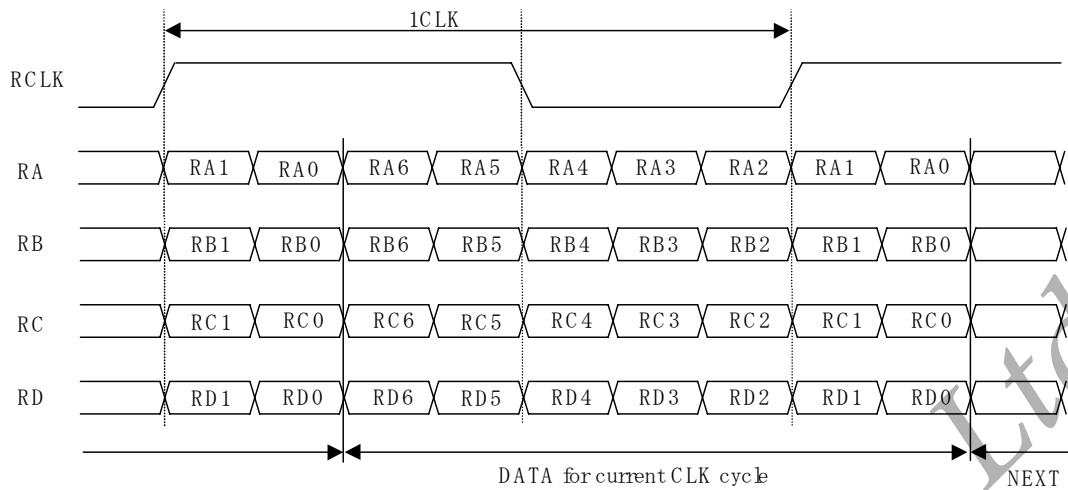 1CLK
RCLK
RA RA1 RA0 RA6 RA5 RA4 RA3 RA2 RA1 RA0
RB RB1 RB0 RB6 RB5 RB4 RB3 RB2 RB1 RB0
RC RC1 RC0 RC6 RC5 RC4 RC3 RC2 RC1 RC0
RD RD1 RD0 RD6 RD5 RD4 RD3 RD2 RD1 RD0
DATA for current CLK cycle NEXT
Ltd